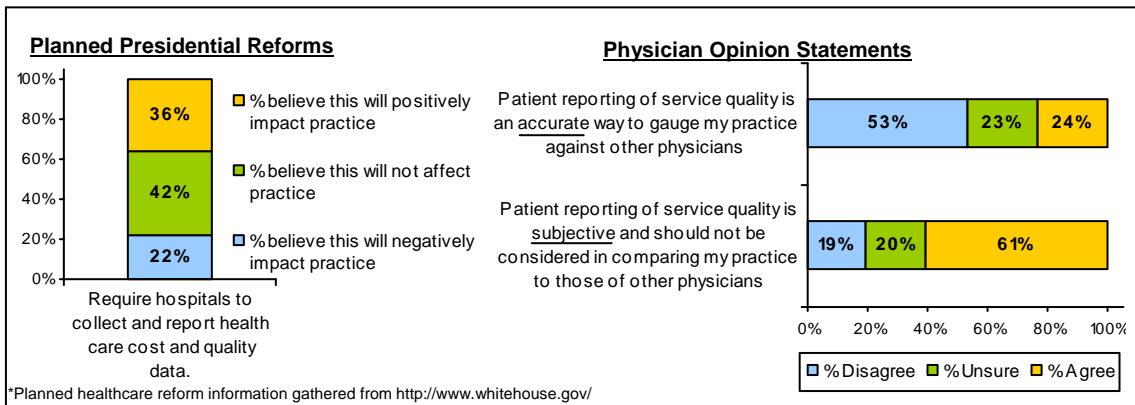 Planned Presidential Reforms
100%
80%
60%
40%
20%
0%
36%
42%
22%
% believe this will positively
impact practice
% believe this will not affect
practice
% believe this will negatively
impact practice
Require hospitals to
collect and report health
care cost and quality
data.
*Planned healthcare reform information gathered from http://www.whitehouse.gov/
Physician Opinion Statements
Patient reporting of service quality is
an accurate way to gauge my practice
against other physicians
53% 23% 24%
Patient reporting of service quality is
subjective and should not be
considered in comparing my practice
to those of other physicians
19% 20% 61%
0% 20% 40% 60% 80% 100%
% Disagree % Unsure % Agree